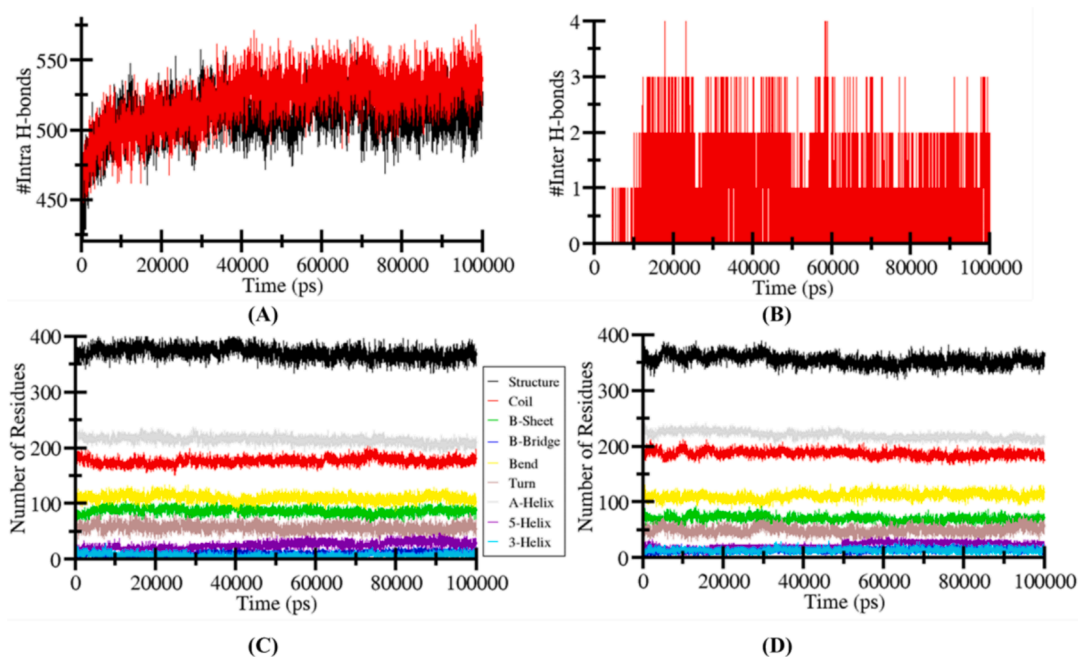 550
500
450
#Intra H-bonds
0 20000 40000 60000 80000 100000
Time (ps)
(A)
4
3
2
1
0
#Inter H-bonds
0 20000 40000 60000 80000 100000
Time (ps)
(B)
400
300
200
100
0
Number of Residues
0 20000 40000 60000 80000 100000
Time (ps)
(C)
Structure
Coil
B-Sheet
B-Bridge
Bend
Turn
A-Helix
5-Helix
3-Helix
400
300
200
100
0
Number of Residues
0 20000 40000 60000 80000 100000
Time (ps)
(D)